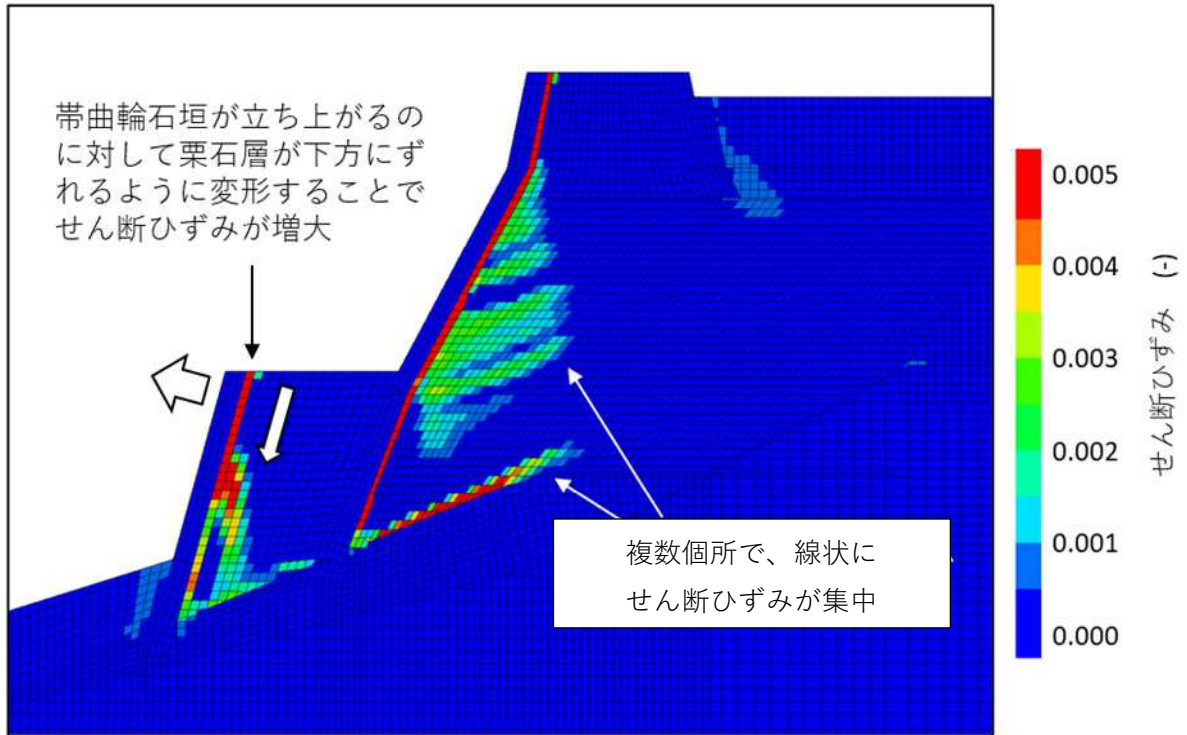 帯曲輪石垣が立ち上がるの
に対して栗石層が下方にず
れるように変形することで
せん断ひずみが増大
複数個所で、線状に
せん断ひずみが集中
0.005
0.004
0.003
0.002
0.001
0.000
せん断ひずみ (-)